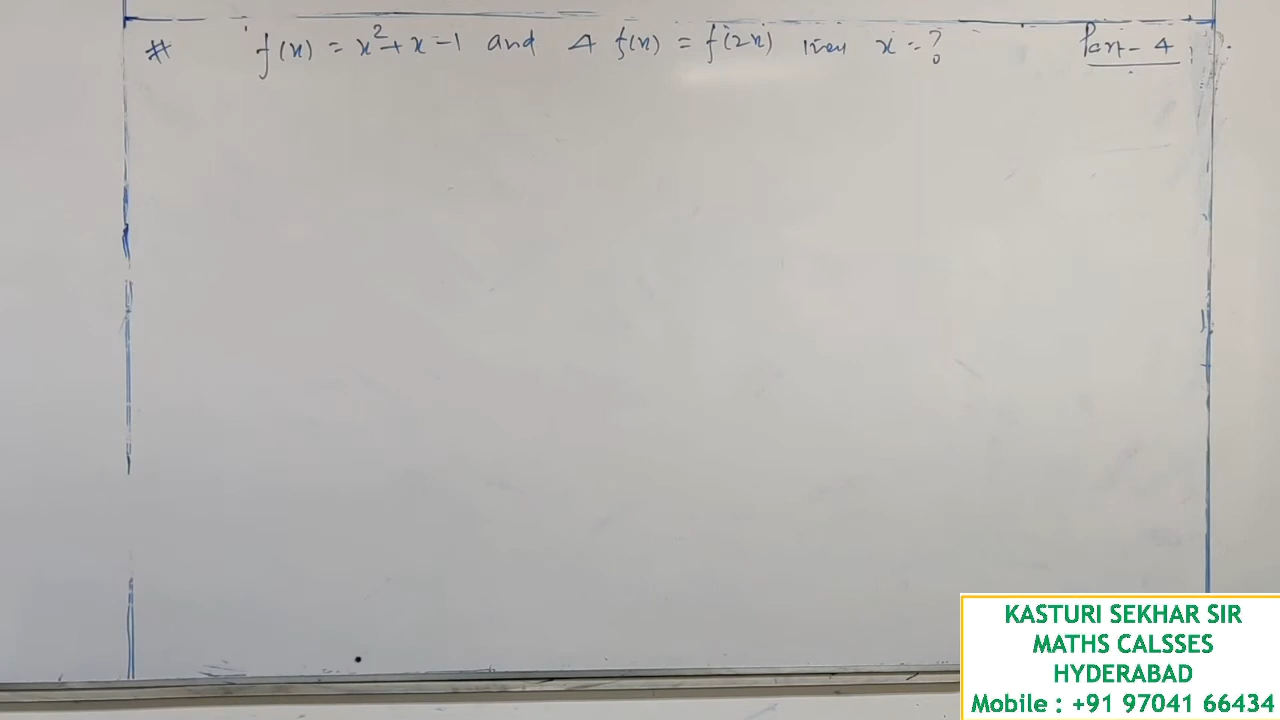 # f(x) = x²+x-1 and 4 f(x) = f(2x) then x = ? Part-4
KASTURI SEKHAR SIR
MATHS CALSSES
HYDERABAD
Mobile : +91 97041 66434